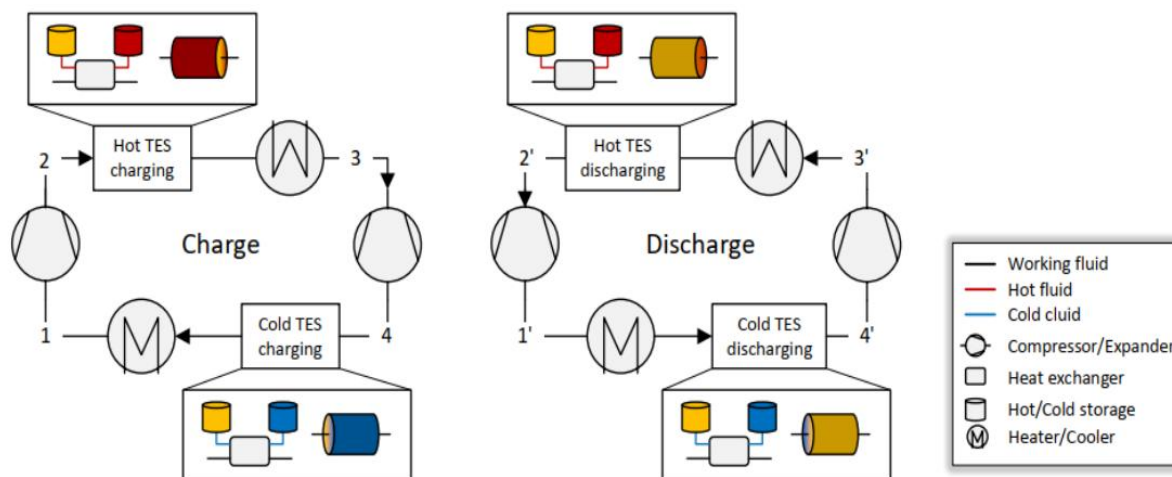 Hot TES
charging
2
3
Charge
1
Cold TES
charging
4
Hot TES
discharging
2'
3'
Discharge
1'
Cold TES
discharging
4'
Working fluid
Hot fluid
Cold cluid
Compressor/Expander
Heat exchanger
Hot/Cold storage
Heater/Cooler